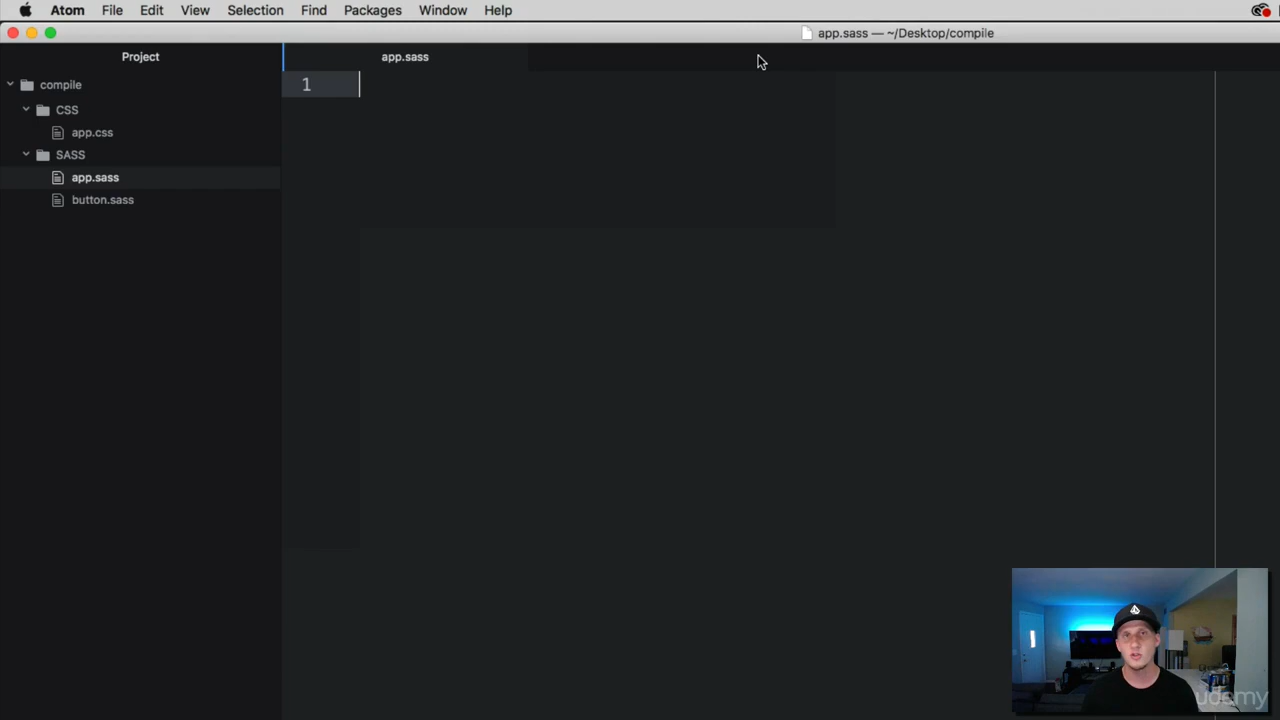 Atom File Edit View Selection Find Packages Window Help
app.sass — ~/Desktop/compile
Project
app.sass
compile
1
CSS
app.css
SASS
app.sass
button.sass
udemy